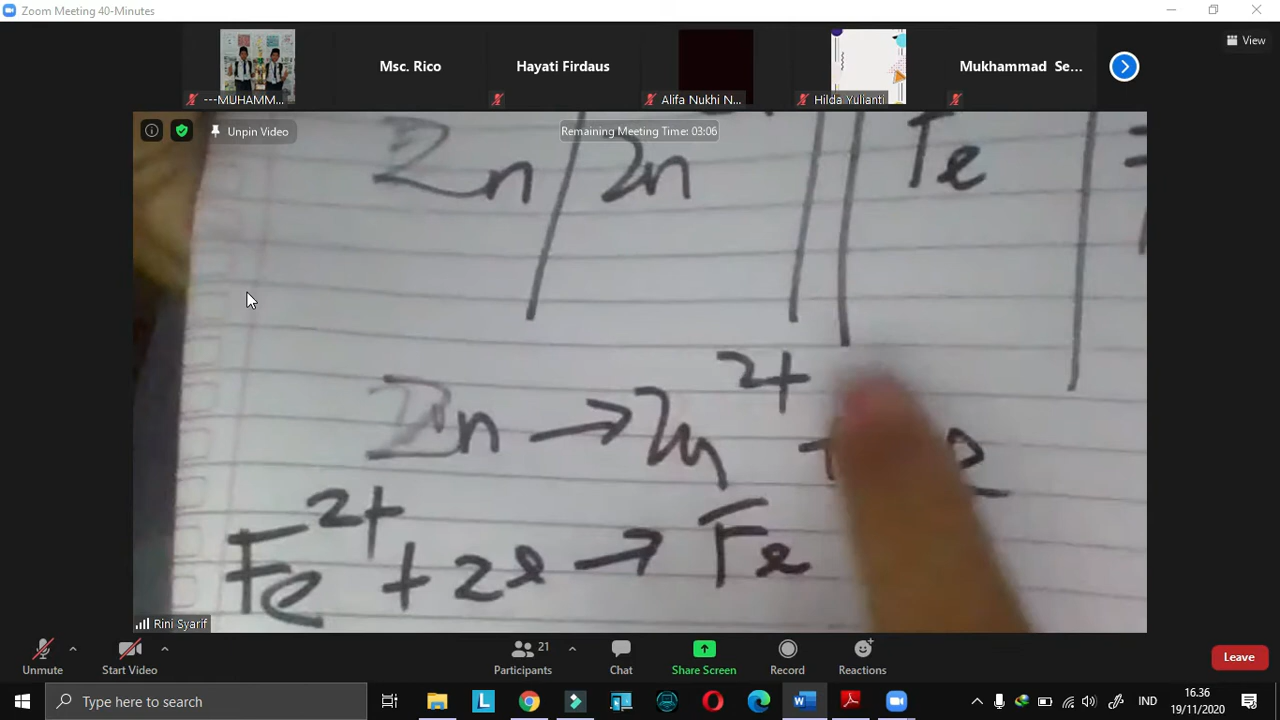 Zoom Meeting 40-Minutes
View
Msc. Rico
Hayati Firdaus
Mukhammad Se...
---MUHAMM...
Alifa Nukhi N...
Hilda Yulianti
Unpin Video
Remaining Meeting Time: 03:06
Zn | Zn || Fe |
Zn → Zn²⁺ +
Fe²⁺ + 2e → Fe
Rini Syarif
21
Unmute
Start Video
Participants
Chat
Share Screen
Record
Reactions
Leave
Type here to search
L
W
IND
16.36
19/11/2020